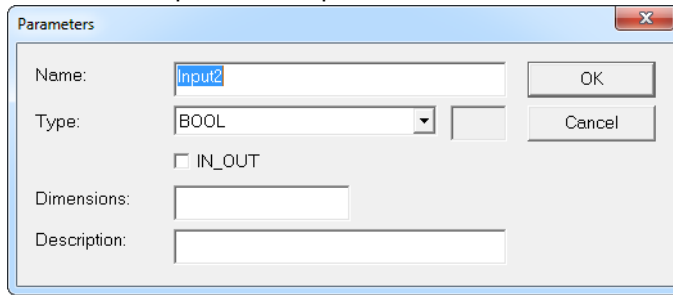 Parameters
X
Name:
Input2
OK
Type:
BOOL
Cancel
IN_OUT
Dimensions:
Description: